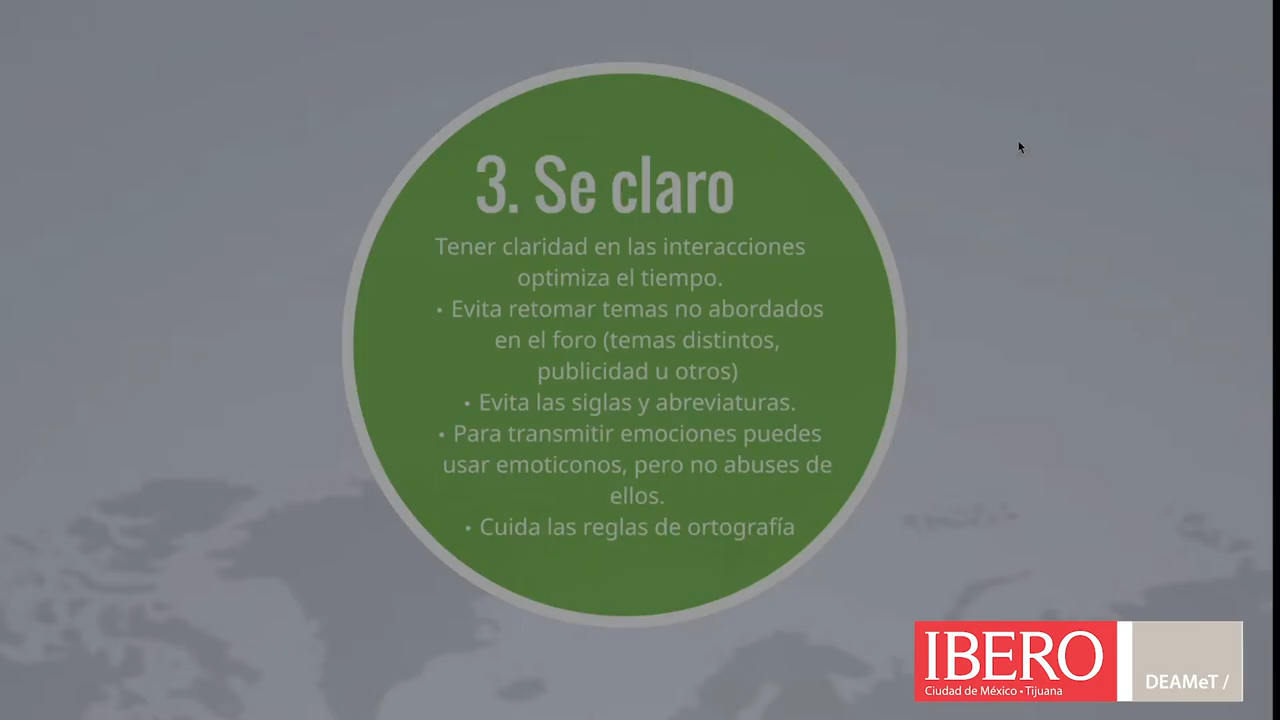 3. Se claro
Tener claridad en las interacciones
optimiza el tiempo.
• Evita retomar temas no abordados
en el foro (temas distintos,
publicidad u otros)
• Evita las siglas y abreviaturas.
• Para transmitir emociones puedes
usar emoticonos, pero no abuses de
ellos.
• Cuida las reglas de ortografía
IBERO
Ciudad de México • Tijuana
DEAMeT /